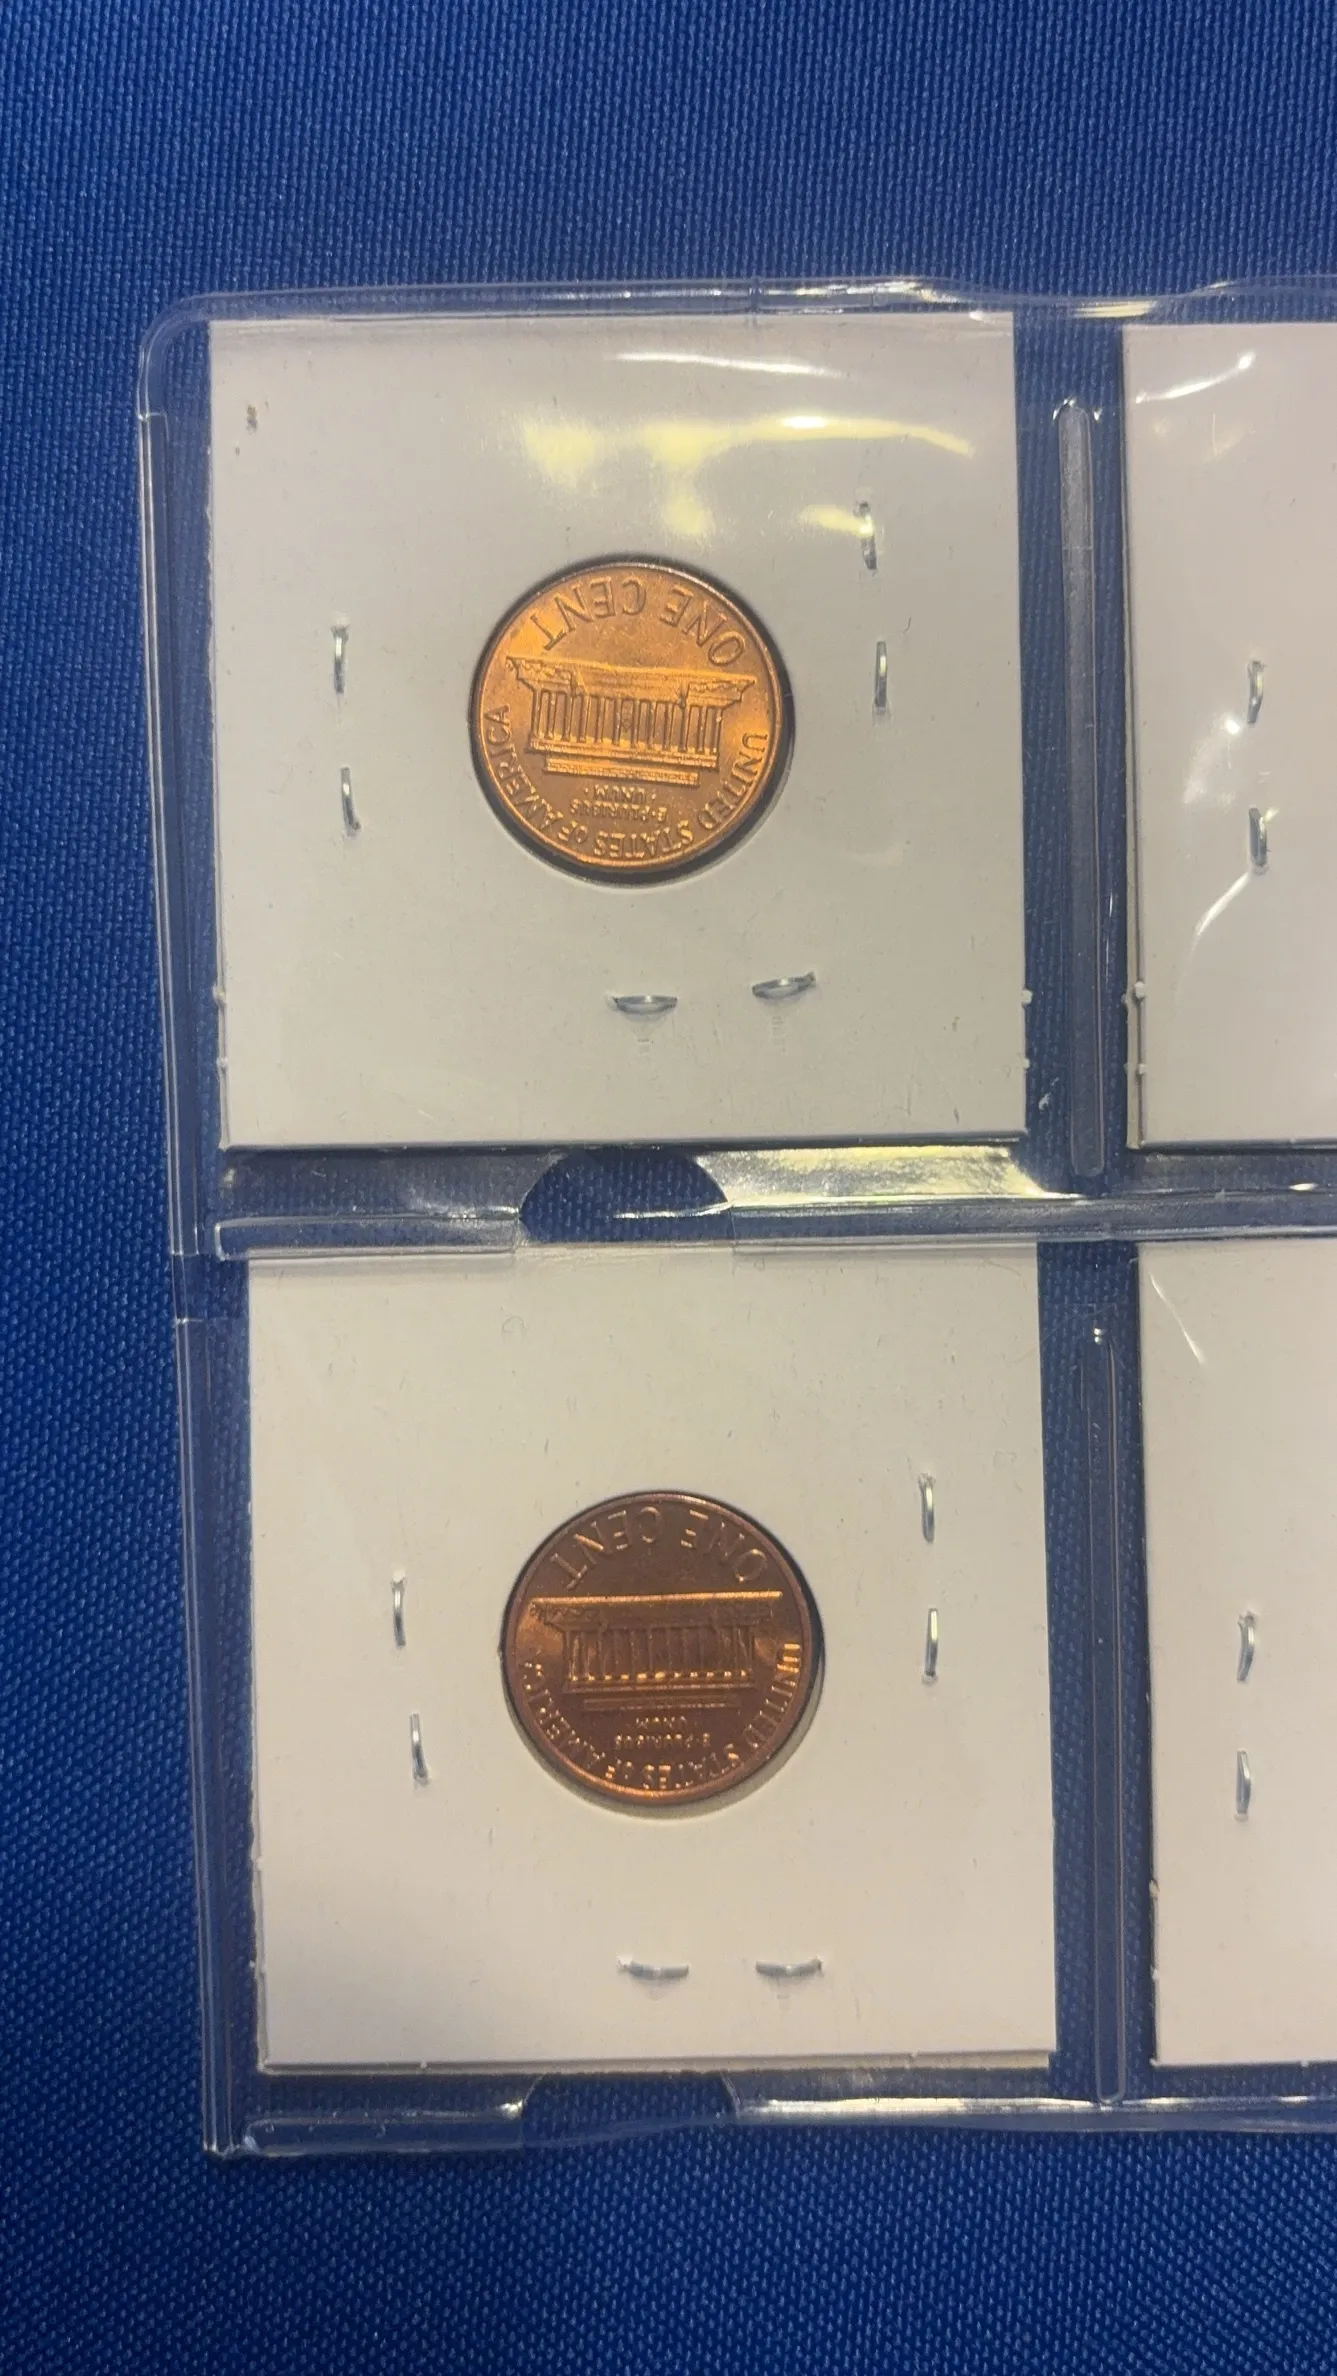 UNITED STATES OF AMERICA
E·PLURIBUS
·UNUM·
ONE CENT
UNITED STATES OF AMERICA
E·PLURIBUS
UNUM
ONE CENT